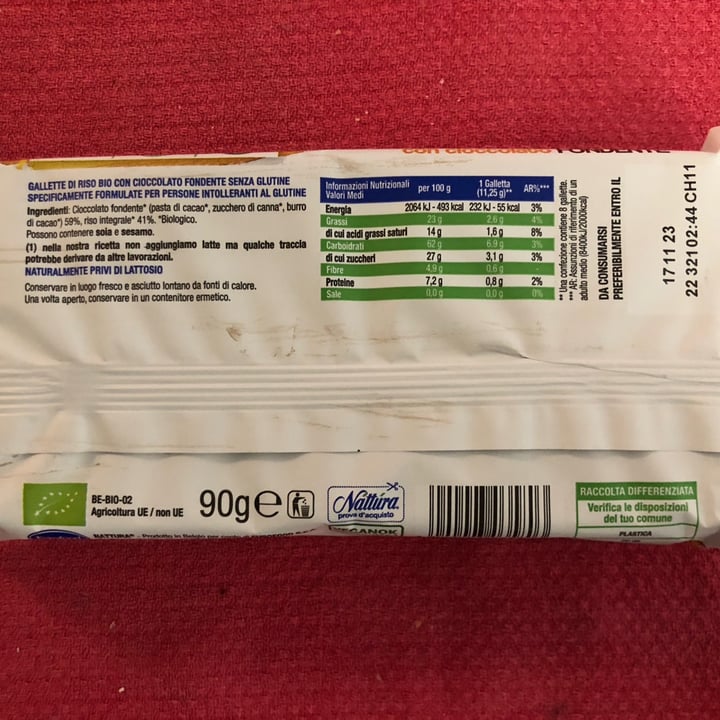 GALLETTE DI RISO BIO CON CIOCCOLATO FONDENTE SENZA GLUTINE
SPECIFICAMENTE FORMULATE PER PERSONE INTOLLERANTI AL GLUTINE
Ingredienti: Cioccolato fondente* (pasta di cacao*, zucchero di canna*, burro
di cacao*) 59%, riso integrale* 41%. *Biologico.
Possono contenere soia e sesamo.
(1) nella nostra ricetta non aggiungiamo latte ma qualche traccia
potrebbe derivare da altre lavorazioni.
NATURALMENTE PRIVI DI LATTOSIO
Conservare in luogo fresco e asciutto lontano da fonti di calore.
Una volta aperto, conservare in un contenitore ermetico.
Informazioni Nutrizionali Valori Medi per 100 g 1 Galletta (11,25 g)** AR%***
Energia 2064 kJ - 493 kcal 232 kJ - 55 kcal 3%
Grassi 23 g 2,6 g 4%
di cui acidi grassi saturi 14 g 1,6 g 8%
Carboidrati 62 g 6,9 g 3%
di cui zuccheri 27 g 3,1 g 3%
Fibre 4,9 g 0,6 g -
Proteine 7,2 g 0,8 g 2%
Sale 0,0 g 0,0 g 0%
** Una confezione contiene 8 gallette.
*** AR: Assunzioni di riferimento di un
adulto medio (8400kJ/2000kcal)
DA CONSUMARSI
PREFERIBILMENTE ENTRO IL
17 11 23
22 321 02:44 CH11
BE-BIO-02
Agricoltura UE / non UE
90g e
Nattúra.
prova d'acquisto
VEGANOK
RACCOLTA DIFFERENZIATA
Verifica le disposizioni
del tuo comune
PLASTICA